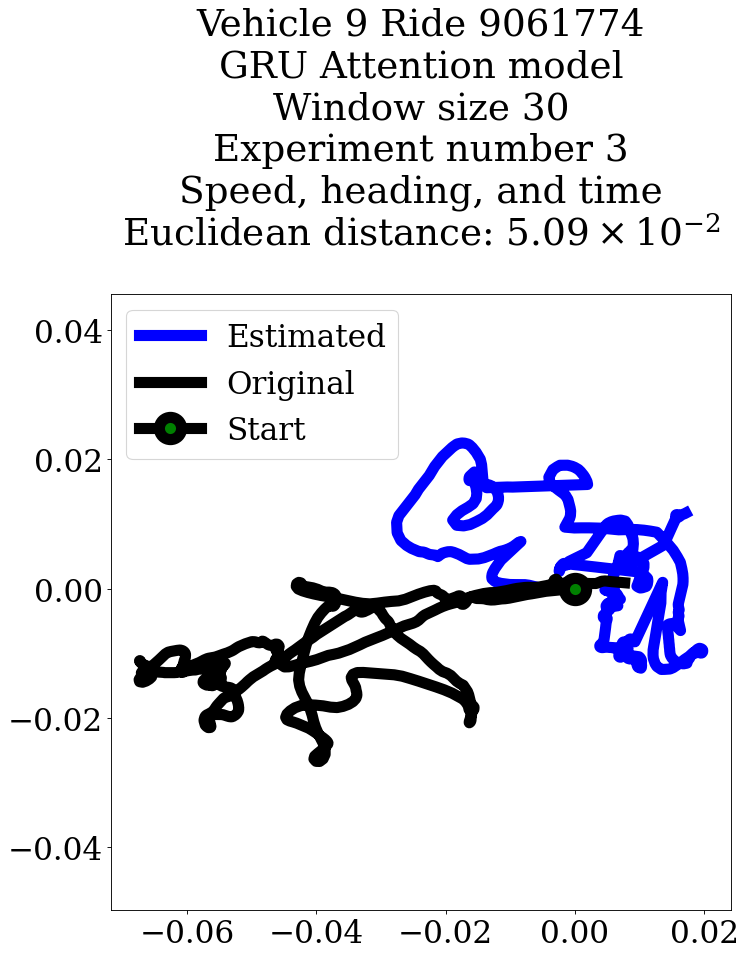 Vehicle 9 Ride 9061774
GRU Attention model
Window size 30
Experiment number 3
Speed, heading, and time
Euclidean distance: 5.09 × 10⁻²
Estimated
Original
Start
0.04
0.02
0.00
−0.02
−0.04
−0.06 −0.04 −0.02 0.00 0.02